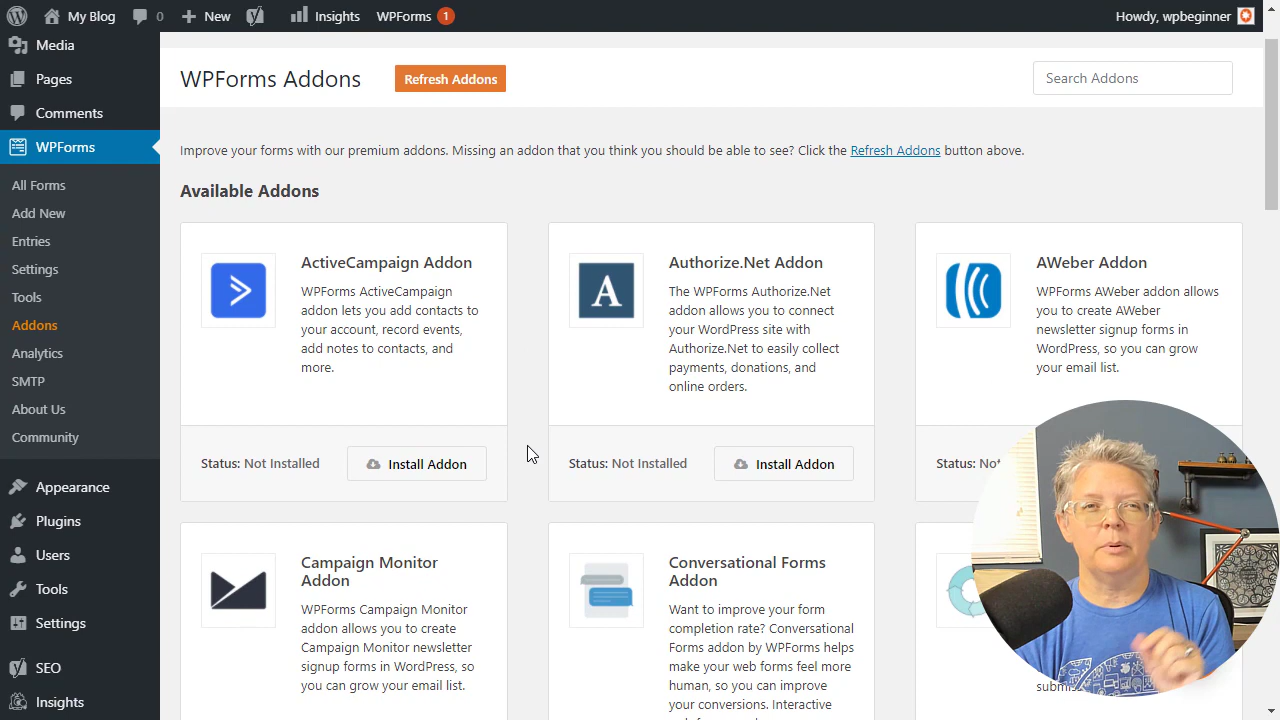 My Blog 0 New Insights WPForms 1 Howdy, wpbeginner
Media
Pages
Comments
WPForms
All Forms
Add New
Entries
Settings
Tools
Addons
Analytics
SMTP
About Us
Community
Appearance
Plugins
Users
Tools
Settings
SEO
Insights
WPForms Addons Refresh Addons Search Addons
Improve your forms with our premium addons. Missing an addon that you think you should be able to see? Click the Refresh Addons button above.
Available Addons
ActiveCampaign Addon
WPForms ActiveCampaign
addon lets you add contacts to
your account, record events,
add notes to contacts, and
more.
Status: Not Installed Install Addon
A
Authorize.Net Addon
The WPForms Authorize.Net
addon allows you to connect
your WordPress site with
Authorize.Net to easily collect
payments, donations, and
online orders.
Status: Not Installed Install Addon
AWeber Addon
WPForms AWeber addon allows
you to create AWeber
newsletter signup forms in
WordPress, so you can grow
your email list.
Status:
Campaign Monitor
Addon
WPForms Campaign Monitor
addon allows you to create
Campaign Monitor newsletter
signup forms in WordPress, so
you can grow your email list.
Conversational Forms
Addon
Want to improve your form
completion rate? Conversational
Forms addon by WPForms helps
make your web forms feel more
human, so you can improve
your conversions. Interactive